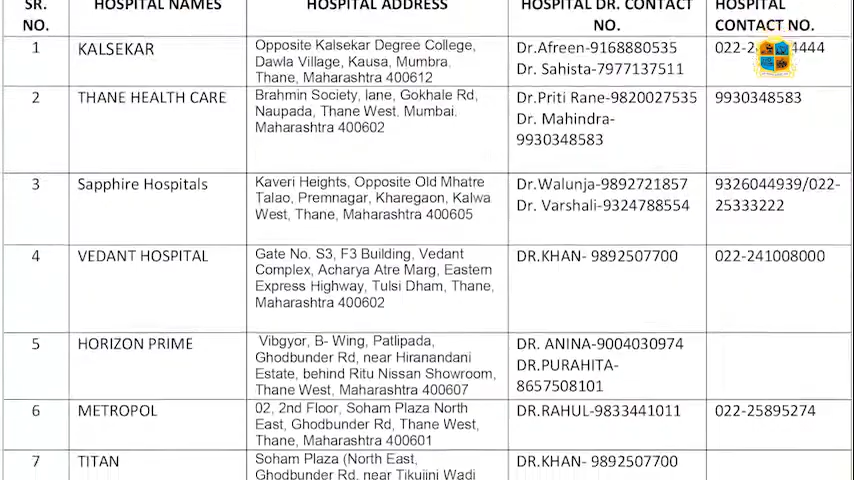 SR. NO.
HOSPITAL NAMES
HOSPITAL ADDRESS
HOSPITAL DR. CONTACT NO.
HOSPITAL CONTACT NO.
1
KALSEKAR
Opposite Kalsekar Degree College,
Dawla Village, Kausa, Mumbra,
Thane, Maharashtra 400612
Dr.Afreen-9168880535
Dr. Sahista-7977137511
2
THANE HEALTH CARE
Brahmin Society, lane, Gokhale Rd,
Naupada, Thane West, Mumbai,
Maharashtra 400602
Dr.Priti Rane-9820027535
Dr. Mahindra-
9930348583
9930348583
3
Sapphire Hospitals
Kaveri Heights, Opposite Old Mhatre
Talao, Premnagar, Kharegaon, Kalwa
West, Thane, Maharashtra 400605
Dr.Walunja-9892721857
Dr. Varshali-9324788554
9326044939/022-
25333222
4
VEDANT HOSPITAL
Gate No. S3, F3 Building, Vedant
Complex, Acharya Atre Marg, Eastern
Express Highway, Tulsi Dham, Thane,
Maharashtra 400602
DR.KHAN- 9892507700
022-241008000
5
HORIZON PRIME
Vibgyor, B- Wing, Patlipada,
Ghodbunder Rd, near Hiranandani
Estate, behind Ritu Nissan Showroom,
Thane West, Maharashtra 400607
DR. ANINA-9004030974
DR.PURAHITA-
8657508101
6
METROPOL
02, 2nd Floor, Soham Plaza North
East, Ghodbunder Rd, Thane West,
Thane, Maharashtra 400601
DR.RAHUL-9833441011
022-25895274
7
TITAN
Soham Plaza (North East,
Ghodbunder Rd, near Tikujini Wadi
DR.KHAN- 9892507700